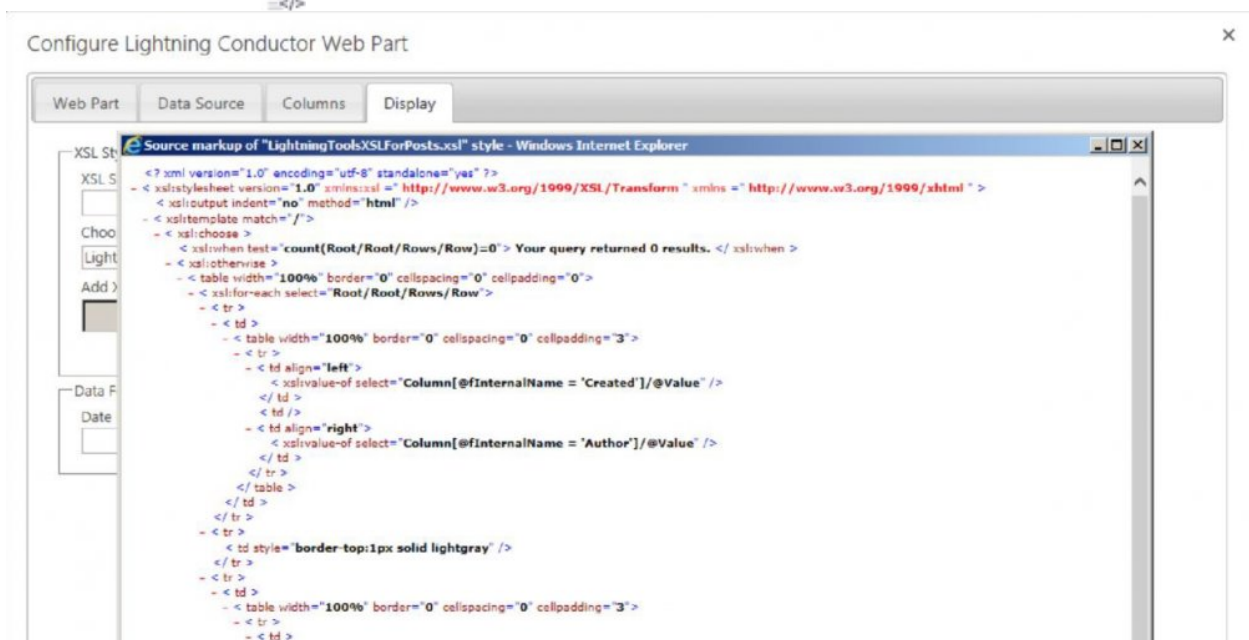 =</>
Configure Lightning Conductor Web Part
×
Web Part Data Source Columns Display
XSL St
XSL S
Choo
Light
Add X
Data F
Date
Source markup of "LightningToolsXSLForPosts.xsl" style - Windows Internet Explorer
<? xml version="1.0" encoding="utf-8" standalone="yes" ?>
- < xsl:stylesheet version="1.0" xmlns:xsl =" http://www.w3.org/1999/XSL/Transform " xmlns =" http://www.w3.org/1999/xhtml " >
< xsl:output indent="no" method="html" />
- < xsl:template match="/">
- < xsl:choose >
< xsl:when test="count(Root/Root/Rows/Row)=0"> Your query returned 0 results. </ xsl:when >
- < xsl:otherwise >
- < table width="100%" border="0" cellspacing="0" cellpadding="0">
- < xsl:for-each select="Root/Root/Rows/Row">
- < tr >
- < td >
- < table width="100%" border="0" cellspacing="0" cellpadding="3">
- < tr >
- < td align="left">
< xsl:value-of select="Column[@fInternalName = 'Created']/@Value" />
</ td >
< td />
- < td align="right">
< xsl:value-of select="Column[@fInternalName = 'Author']/@Value" />
</ td >
</ tr >
</ table >
</ td >
</ tr >
- < tr >
< td style="border-top:1px solid lightgray" />
</ tr >
- < tr >
- < td >
- < table width="100%" border="0" cellspacing="0" cellpadding="3">
- < tr >
- < td >